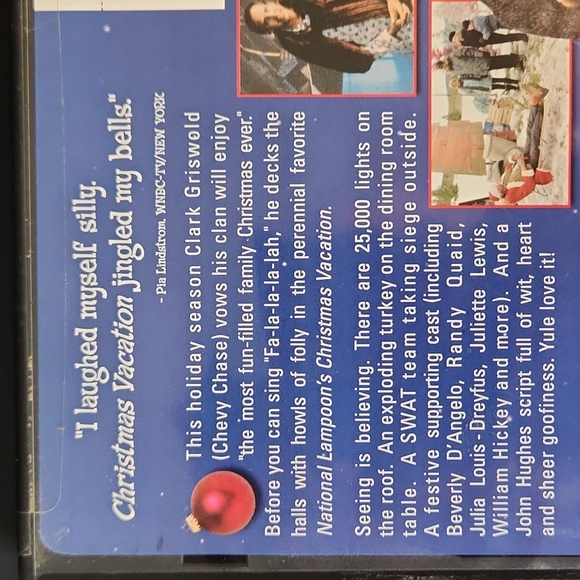 "I laughed myself silly.
Christmas Vacation jingled my bells."
- Pia Lindstrom, WNBC-TV/NEW YORK
This holiday season Clark Griswold
(Chevy Chase) vows his clan will enjoy
"the most fun-filled family Christmas ever."
Before you can sing "Fa-la-la-la-lah," he decks the
halls with howls of folly in the perennial favorite
National Lampoon's Christmas Vacation.
Seeing is believing. There are 25,000 lights on
the roof. An exploding turkey on the dining room
table. A SWAT team taking siege outside.
A festive supporting cast (including
Beverly D'Angelo, Randy Quaid,
Julia Louis-Dreyfus, Juliette Lewis,
William Hickey and more). And a
John Hughes script full of wit, heart
and sheer goofiness. Yule love it!